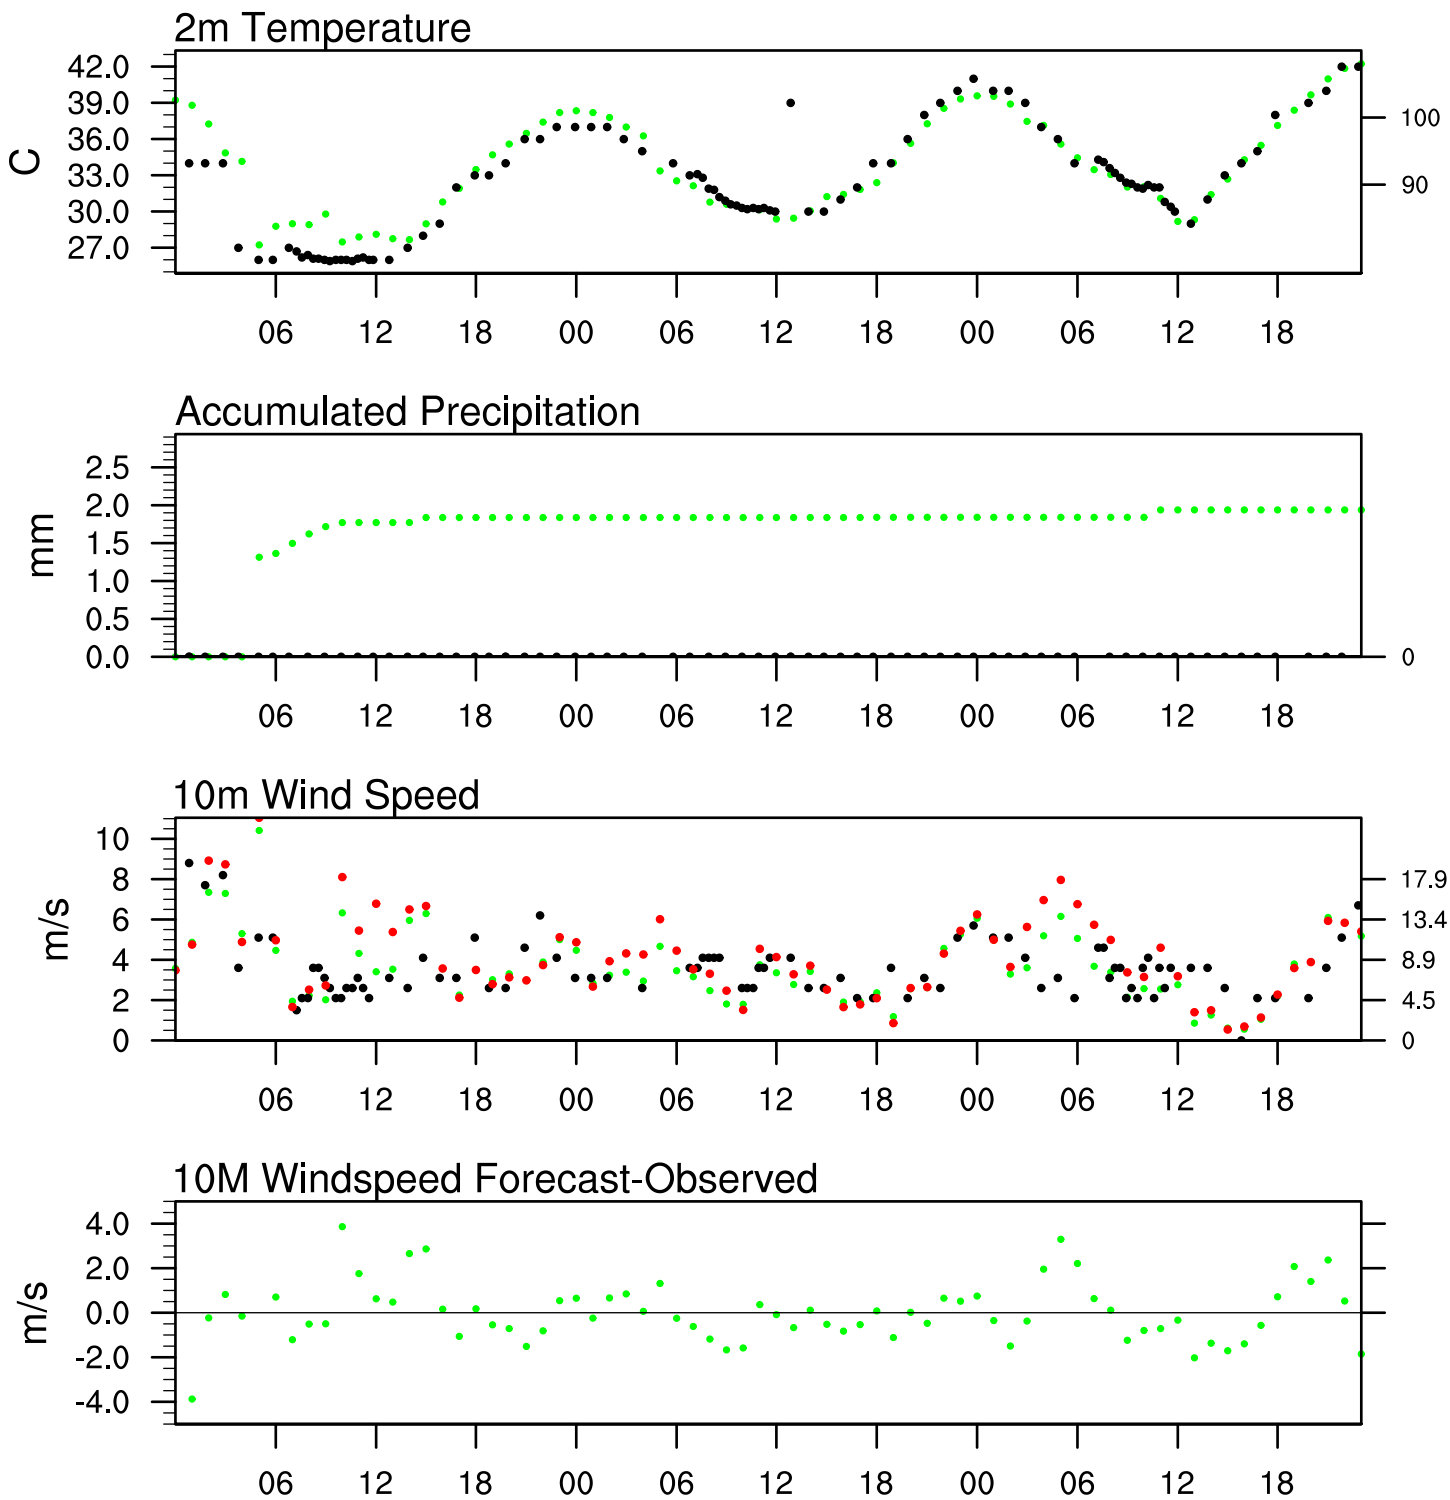 2m Temperature
42.0
39.0
36.0
33.0
30.0
27.0
C
100
90
06 12 18 00 06 12 18 00 06 12 18
Accumulated Precipitation
2.5
2.0
1.5
1.0
0.5
0.0
mm
0
06 12 18 00 06 12 18 00 06 12 18
10m Wind Speed
10
8
6
4
2
0
m/s
17.9
13.4
8.9
4.5
0
06 12 18 00 06 12 18 00 06 12 18
10M Windspeed Forecast-Observed
4.0
2.0
0.0
-2.0
-4.0
m/s
06 12 18 00 06 12 18 00 06 12 18